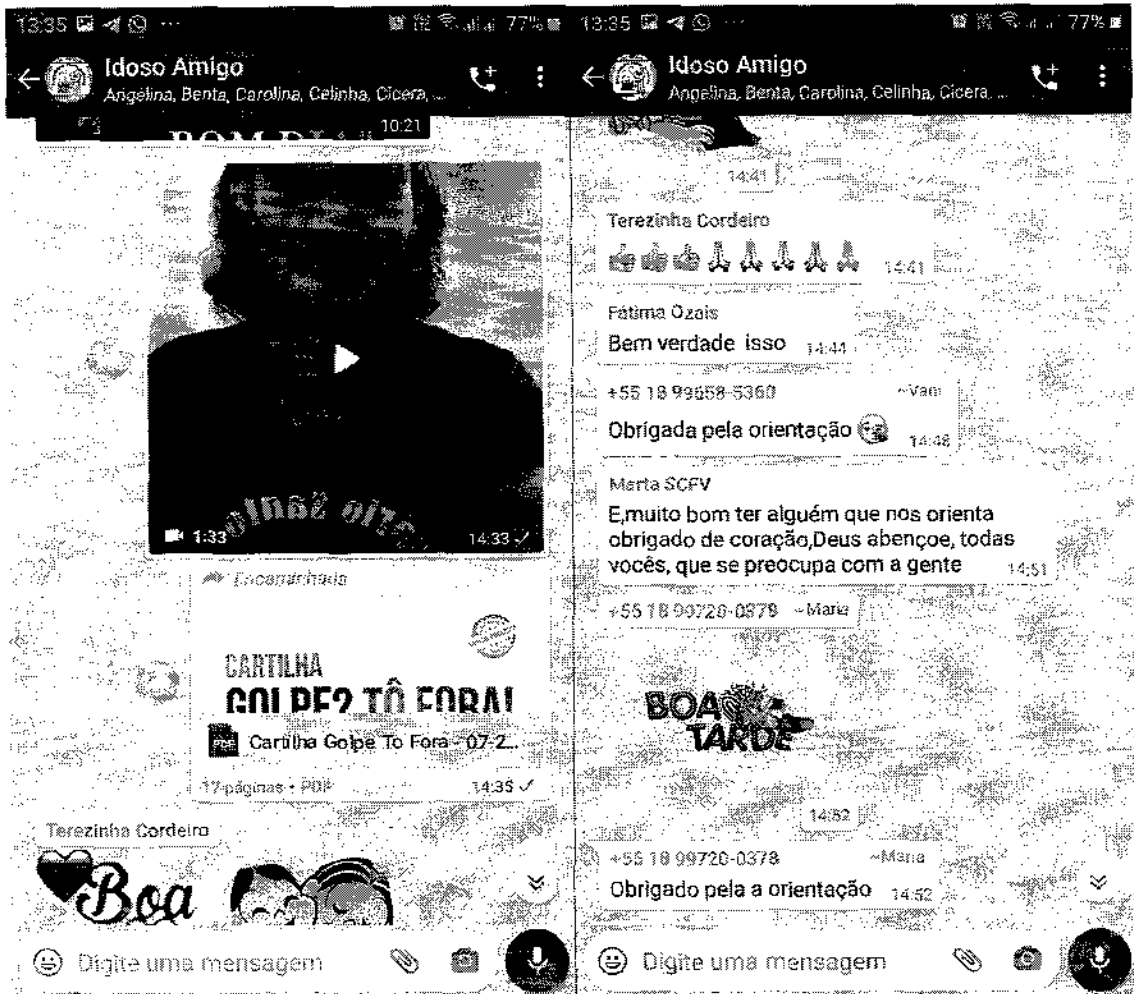 13:35
77%
Idoso Amigo
Angelina, Benta, Carolina, Celinha, Cicera, ...
BOM DIA
10:21
1:33
14:33
Encaminhada
CARTILHA
GOLPE? TÔ FORA!
Cartilha Golpe To Fora - 07-2...
17 páginas • PDF
14:35
Terezinha Cordeiro
Boa
Digite uma mensagem
13:35
77%
Idoso Amigo
Angelina, Benta, Carolina, Celinha, Cicera, ...
14:41
Terezinha Cordeiro
14:41
Fátima Ozais
Bem verdade isso 14:44
~Vani
Obrigada pela orientação 14:48
Marta SCFV
E,muito bom ter alguém que nos orienta
obrigado de coração,Deus abençoe, todas
vocês, que se preocupa com a gente 14:51
+55 18 99720-0378 ~Maria
BOA
TARDE
14:52
+55 18 99720-0378 ~Maria
Obrigado pela a orientação 14:52
Digite uma mensagem